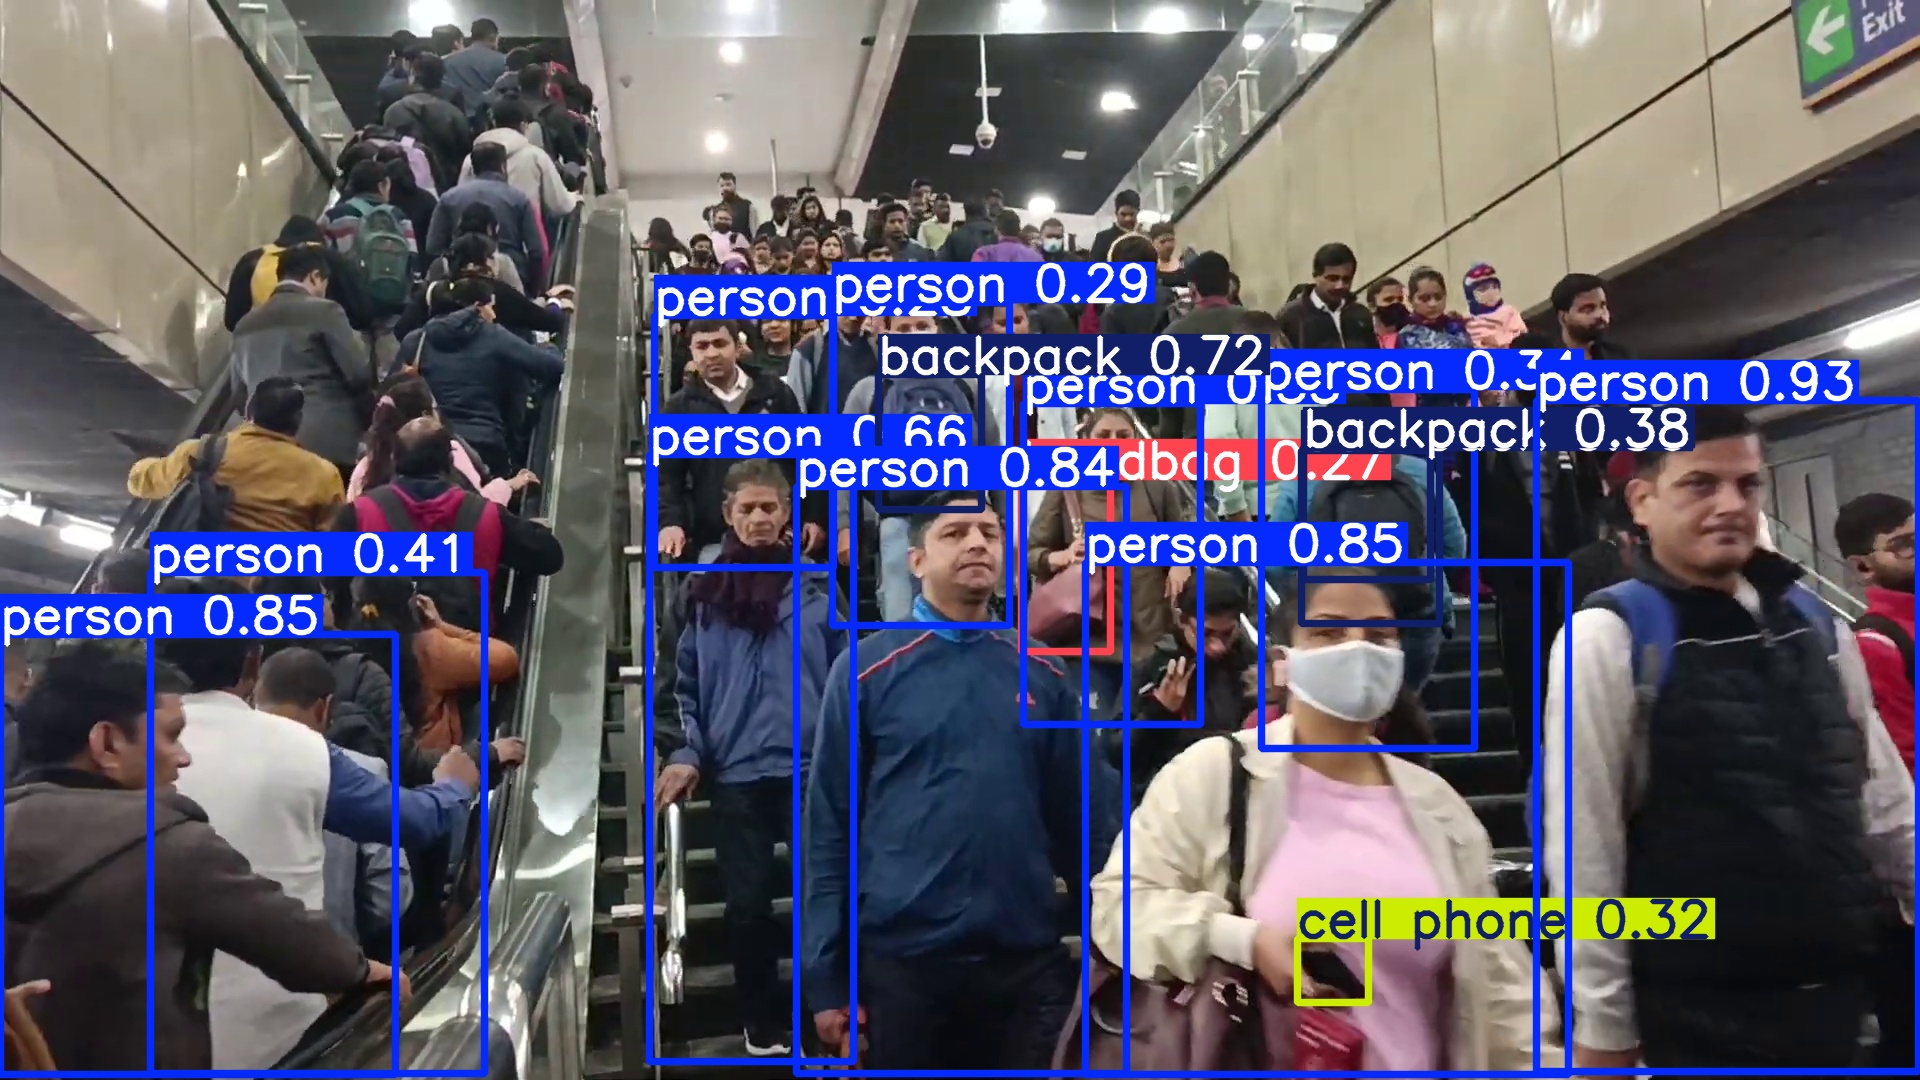 Exit
person 0.29
person
backpack 0.72
person
person 0.34
person 0.93
backpack 0.38
person 0.66
dbag 0.27
person 0.84
person 0.85
person 0.41
person 0.85
cell phone 0.32